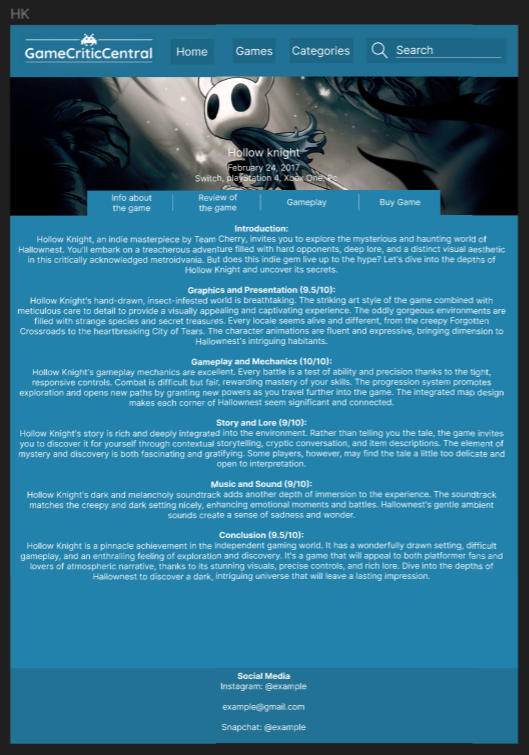 HK
GameCriticCentral
Home
Games
Categories
Search
Hollow knight
February 24, 2017
Switch, playStation 4, Xbox One, Pc
Info about
the game
Review of
the game
Gameplay
Buy Game
Introduction:
Hollow Knight, an indie masterpiece by Team Cherry, invites you to explore the mysterious and haunting world of
Hallownest. You'll embark on a treacherous adventure filled with hard opponents, deep lore, and a distinct visual aesthetic
in this critically acknowledged metroidvania. But does this indie gem live up to the hype? Let's dive into the depths of
Hollow Knight and uncover its secrets.
Graphics and Presentation (9.5/10):
Hollow Knight's hand-drawn, insect-infested world is breathtaking. The striking art style of the game combined with
meticulous care to detail to provide a visually appealing and captivating experience. The oddly gorgeous environments are
filled with strange species and secret treasures. Every locale seems alive and different, from the creepy Forgotten
Crossroads to the heartbreaking City of Tears. The character animations are fluent and expressive, bringing dimension to
Hallownest's intriguing habitants.
Gameplay and Mechanics (10/10):
Hollow Knight's gameplay mechanics are excellent. Every battle is a test of ability and precision thanks to the tight,
responsive controls. Combat is difficult but fair, rewarding mastery of your skills. The progression system promotes
exploration and opens new paths by granting new powers as you travel further into the game. The integrated map design
makes each corner of Hallownest seem significant and connected.
Story and Lore (9/10):
Hollow Knight's story is rich and deeply integrated into the environment. Rather than telling you the tale, the game invites
you to discover it for yourself through contextual storytelling, cryptic conversation, and item descriptions. The element of
mystery and discovery is both fascinating and gratifying. Some players, however, may find the tale a little too delicate and
open to interpretation.
Music and Sound (9/10):
Hollow Knight's dark and melancholy soundtrack adds another depth of immersion to the experience. The soundtrack
matches the creepy and dark setting nicely, enhancing emotional moments and battles. Hallownest's gentle ambient
sounds create a sense of sadness and wonder.
Conclusion (9.5/10):
Hollow Knight is a pinnacle achievement in the independent gaming world. It has a wonderfully drawn setting, difficult
gameplay, and an enthralling feeling of exploration and discovery. It's a game that will appeal to both platformer fans and
lovers of atmospheric narrative, thanks to its stunning visuals, precise controls, and rich lore. Dive into the depths of
Hallownest to discover a dark, intriguing universe that will leave a lasting impression.
Social Media
Instagram: @example
example@gmail.com
Snapchat: @example